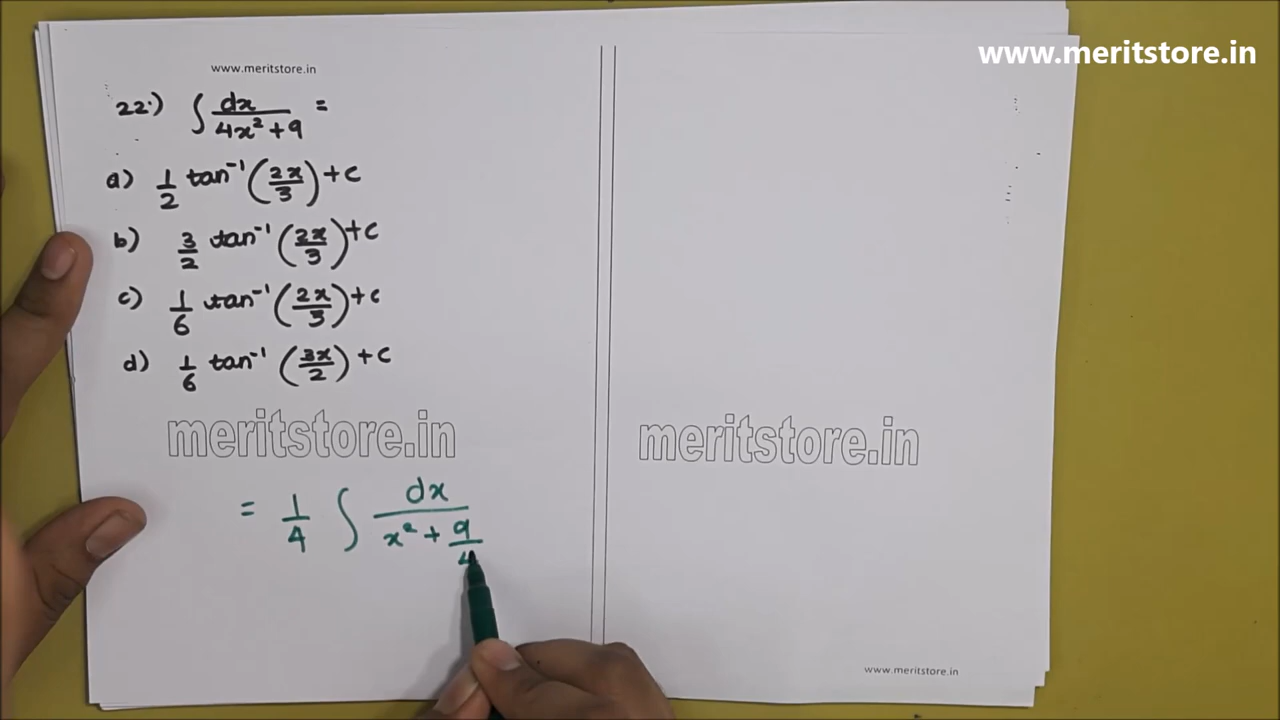 www.meritstore.in
www.meritstore.in
22.) ∫ dx / 4x² + 9 =
a) 1/2 tan⁻¹ (2x/3) + c
b) 3/2 tan⁻¹ (2x/3) + c
c) 1/6 tan⁻¹ (2x/3) + c
d) 1/6 tan⁻¹ (3x/2) + c
meritstore.in meritstore.in
= 1/4 ∫ dx / x² + 9/4
www.meritstore.in